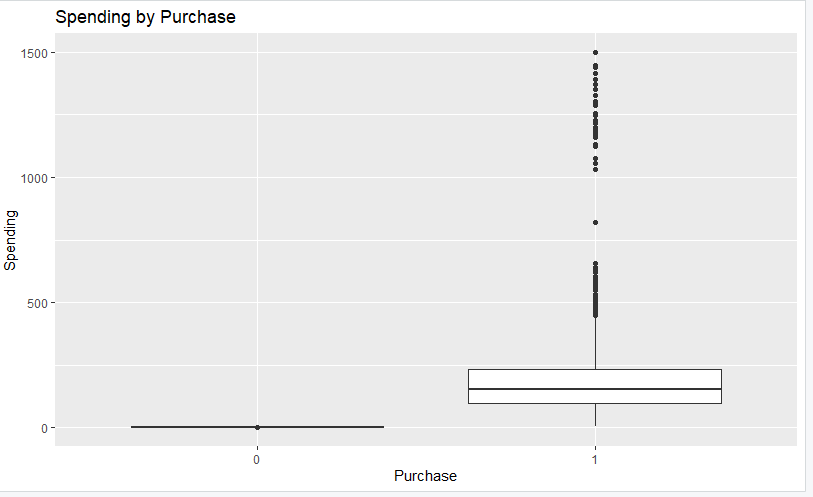 Spending by Purchase
1500
1000
500
0
Spending
0 1
Purchase